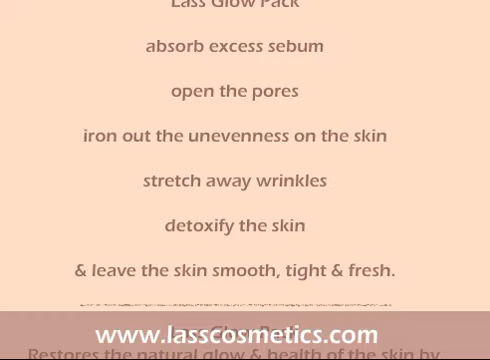 Lass Glow Pack
absorb excess sebum
open the pores
iron out the unevenness on the skin
stretch away wrinkles
detoxify the skin
& leave the skin smooth, tight & fresh.
Lass Glow
www.lasscosmetics.com
Restores the natural glow & health of the skin by